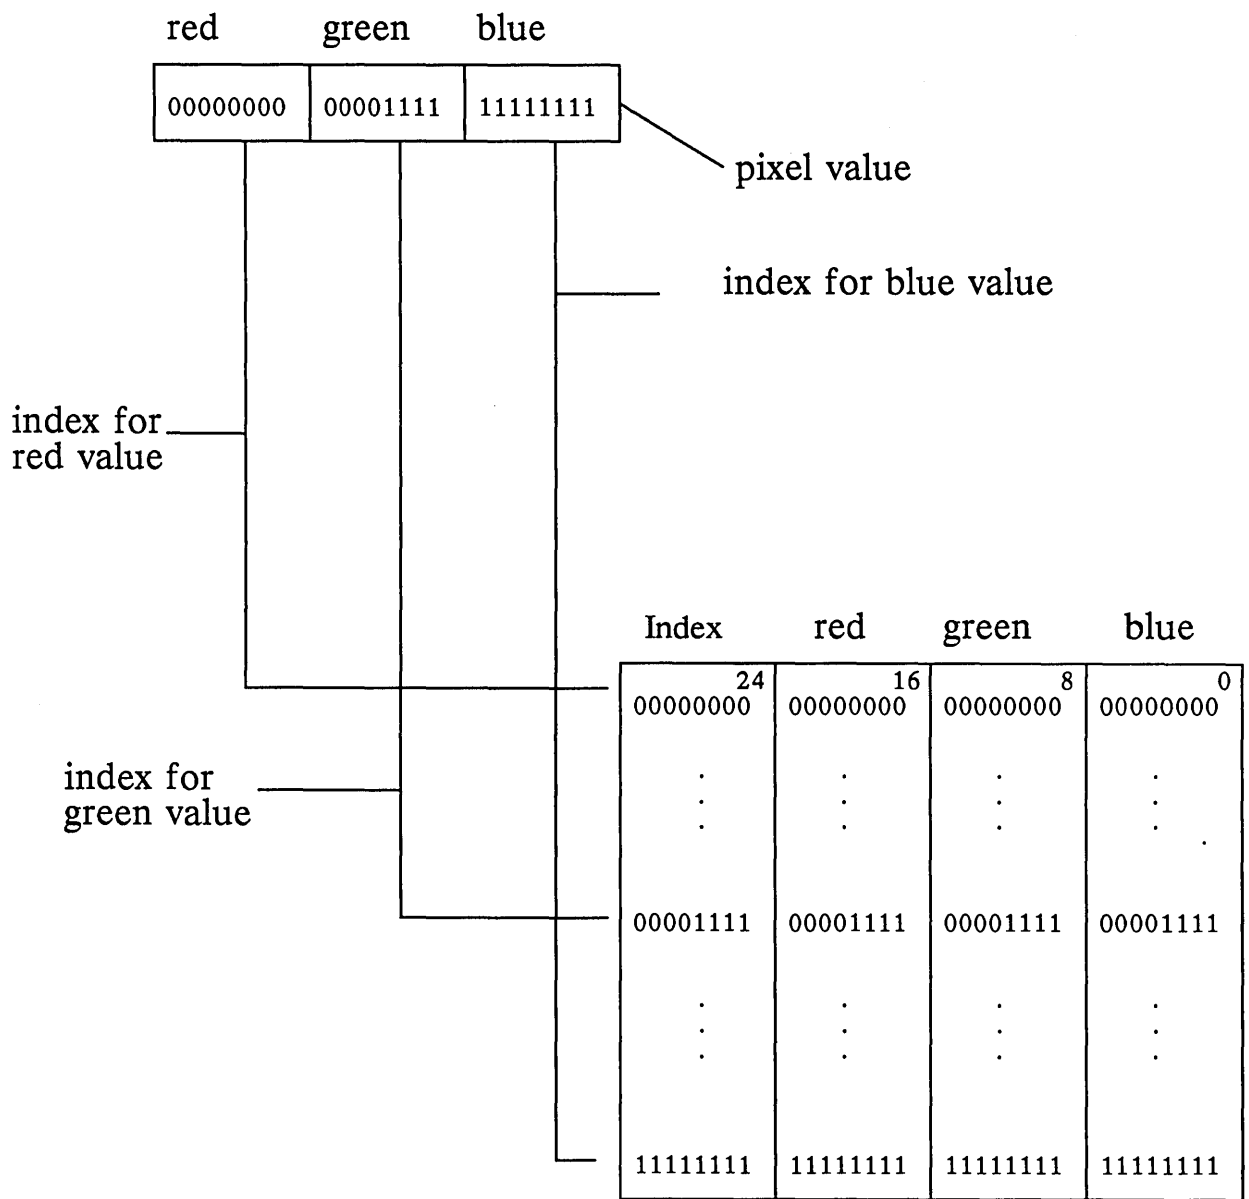 red green blue
00000000 00001111 11111111
pixel value
index for blue value
index for
red value
Index red green blue
24 16 8 0
00000000 00000000 00000000 00000000
index for
green value
00001111 00001111 00001111 00001111
11111111 11111111 11111111 11111111